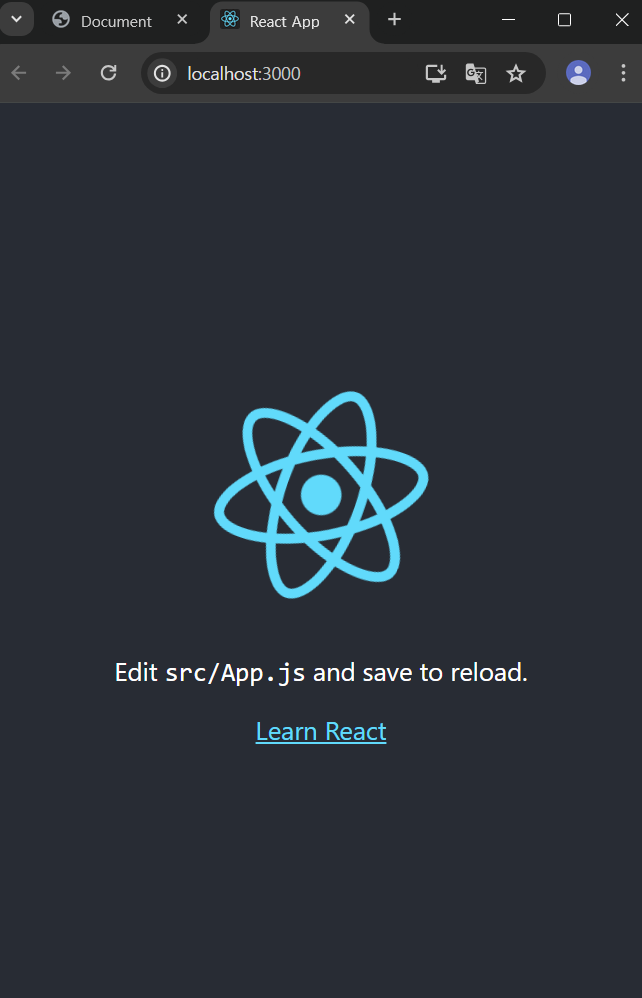 Document
React App
localhost:3000
Edit src/App.js and save to reload.
Learn React